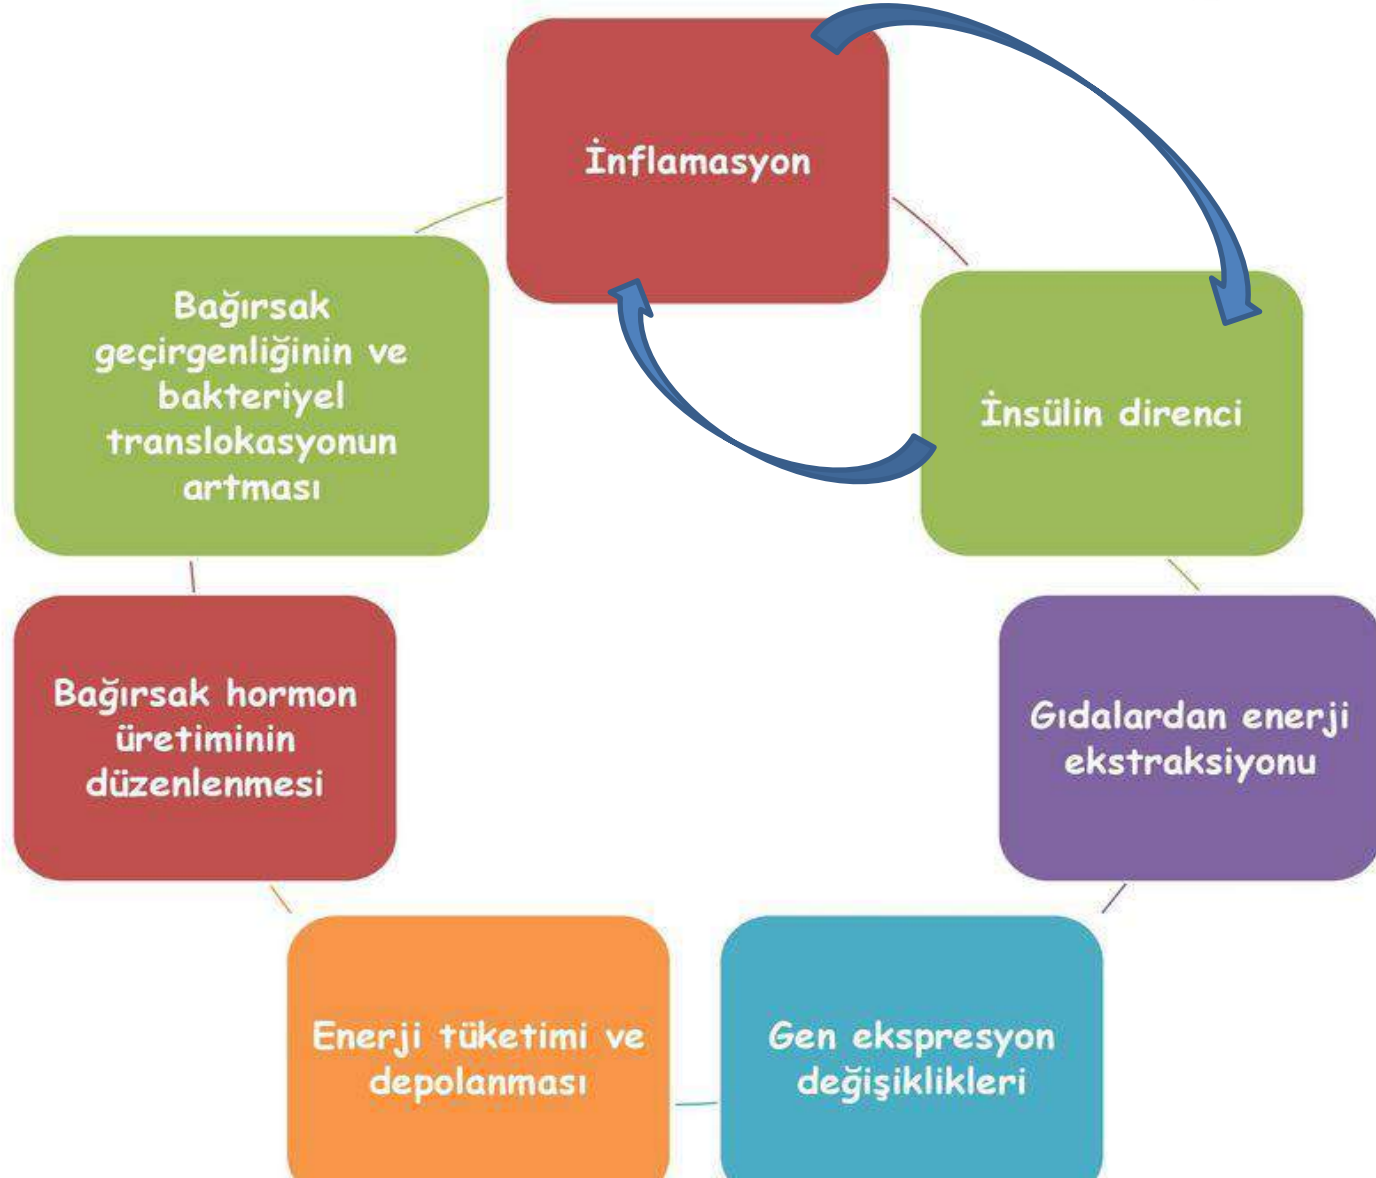 İnflamasyon
İnsülin direnci
Gıdalardan enerji
ekstraksiyonu
Gen ekspresyon
değişiklikleri
Enerji tüketimi ve
depolanması
Bağırsak hormon
üretiminin
düzenlenmesi
Bağırsak
geçirgenliğinin ve
bakteriyel
translokasyonun
artması